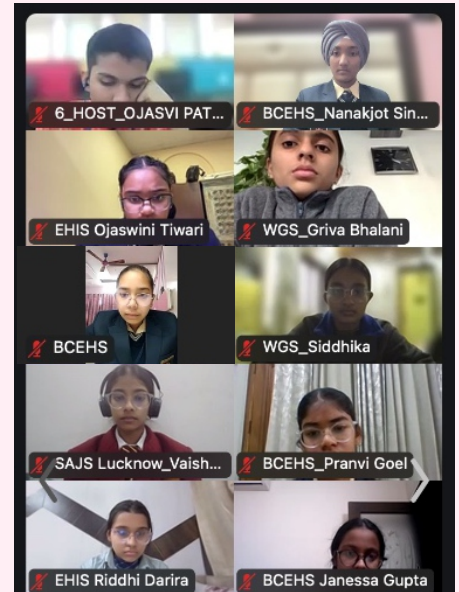 6_HOST_OJASVI PAT...
BCEHS_Nanakjot Sin...
EHIS Ojaswini Tiwari
WGS_Griva Bhalani
BCEHS
WGS_Siddhika
SAJS Lucknow_Vaish...
BCEHS_Pranvi Goel
EHIS Riddhi Darira
BCEHS Janessa Gupta